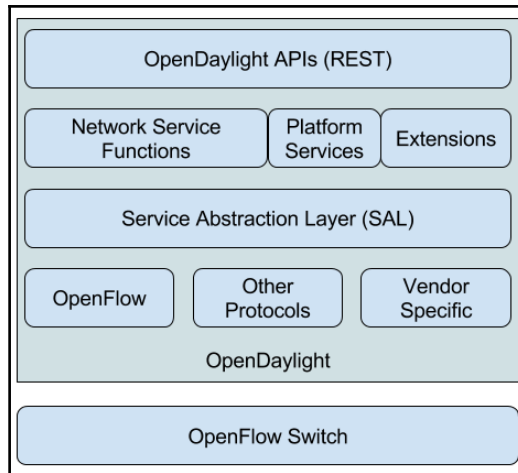 OpenDaylight APIs (REST)
Network Service
Functions
Platform
Services
Extensions
Service Abstraction Layer (SAL)
OpenFlow
Other
Protocols
Vendor
Specific
OpenDaylight
OpenFlow Switch